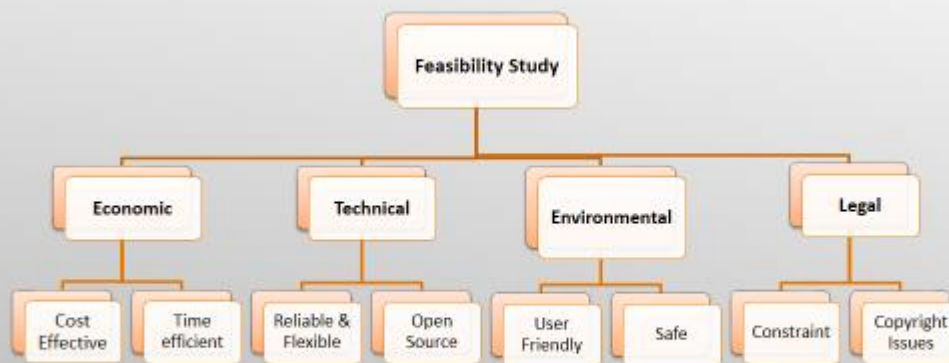 Feasibility Study
Economic
Technical
Environmental
Legal
Cost
Effective
Time
efficient
Reliable &
Flexible
Open
Source
User
Friendly
Safe
Constraint
Copyright
Issues